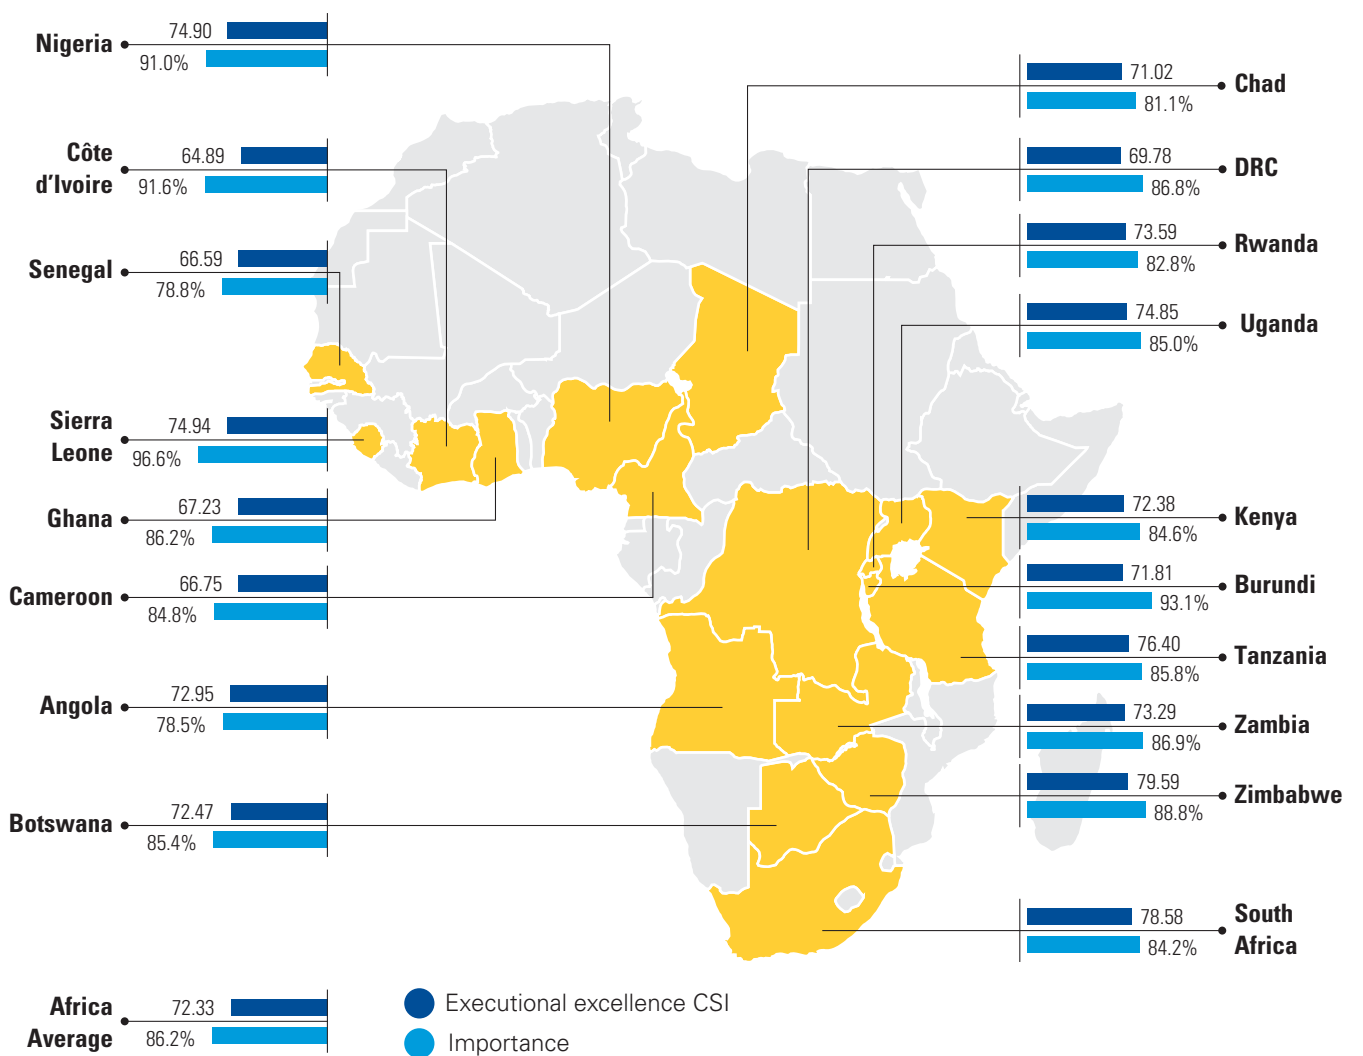 Nigeria
74.90
91.0%
Côte
d'Ivoire
64.89
91.6%
Senegal
66.59
78.8%
Sierra
Leone
74.94
96.6%
Ghana
67.23
86.2%
Cameroon
66.75
84.8%
Angola
72.95
78.5%
Botswana
72.47
85.4%
Africa
Average
72.33
86.2%
71.02
81.1%
Chad
69.78
86.8%
DRC
73.59
82.8%
Rwanda
74.85
85.0%
Uganda
72.38
84.6%
Kenya
71.81
93.1%
Burundi
76.40
85.8%
Tanzania
73.29
86.9%
Zambia
79.59
88.8%
Zimbabwe
78.58
84.2%
South
Africa
Executional excellence CSI
Importance